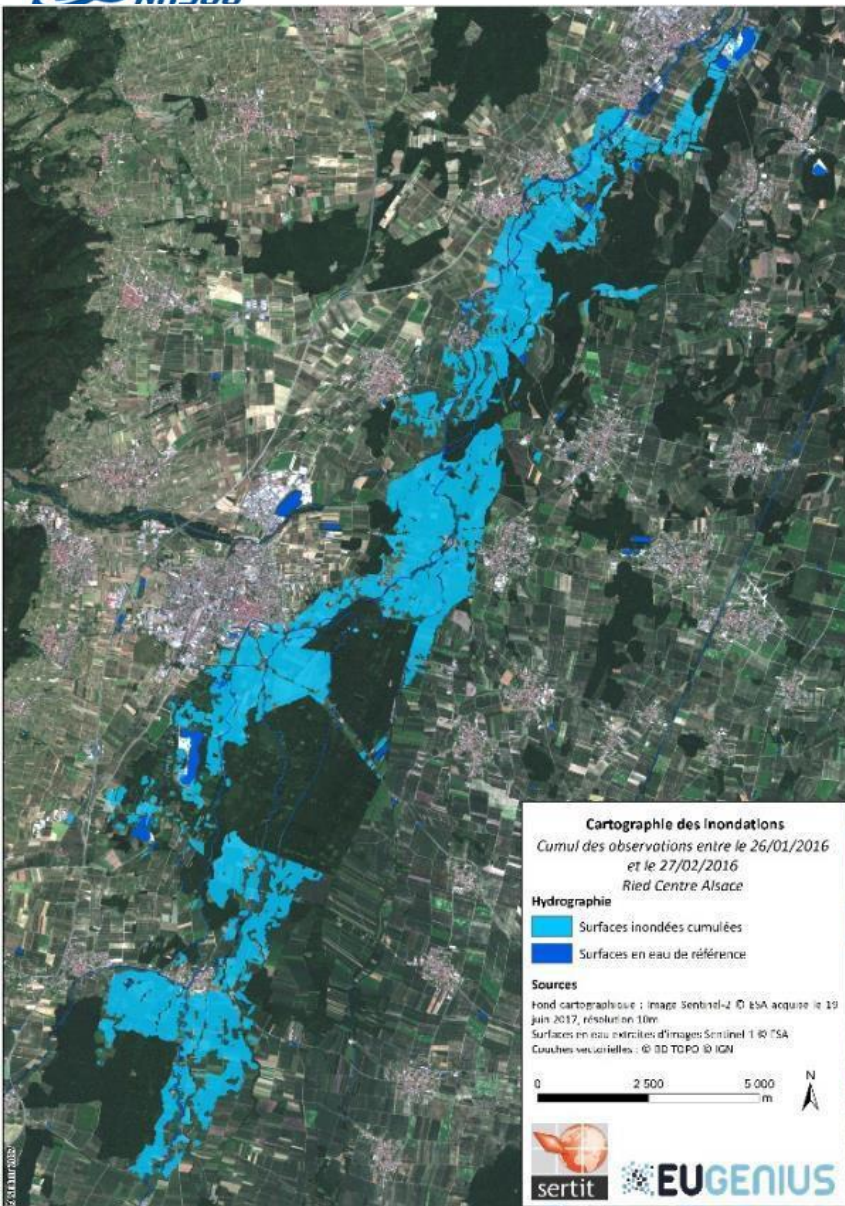 Cartographie des Inondations
Cumul des observations entre le 26/01/2016
et le 27/02/2016
Ried Centre Alsace
Hydrographie
Surfaces inondées cumulées
Surfaces en eau de référence
Sources
Fond cartographique : Image Sentinel-2 © ESA acquise le 19
juin 2017, résolution 10m
Surfaces en eau extraites d'images Sentinel 1 © ESA
Couches vectorielles : © BD TOPO © IGN
0 2 500 5 000
m
N
sertit
EUGENIUS